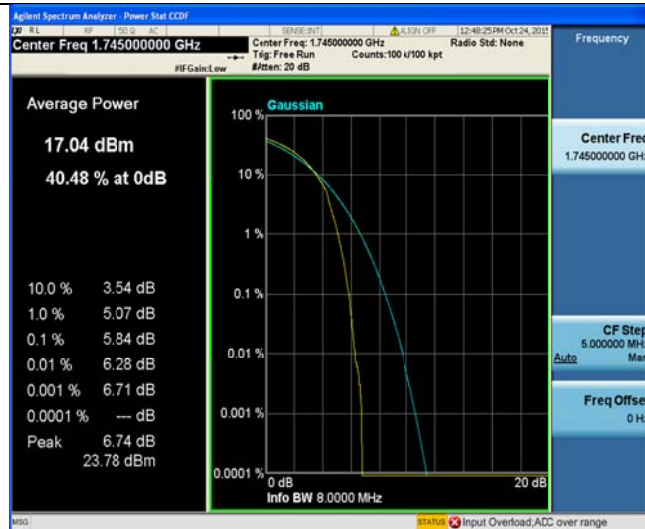 Agilent Spectrum Analyzer - Power Stat CCDF
RL RF 50 Ω AC SENSE:INT ALIGN OFF 12:48:25 PM Oct 24, 201
Center Freq 1.745000000 GHz
Center Freq: 1.745000000 GHz Radio Std: None
Trig: Free Run Counts:100 k/100 kpt
#IFGain:Low #Atten: 20 dB
Frequency
Average Power
17.04 dBm
40.48 % at 0dB
10.0 % 3.54 dB
1.0 % 5.07 dB
0.1 % 5.84 dB
0.01 % 6.28 dB
0.001 % 6.71 dB
0.0001 % --- dB
Peak 6.74 dB
23.78 dBm
Gaussian
100 %
10 %
1 %
0.1 %
0.01 %
0.001 %
0.0001 %
0 dB 20 dB
Info BW 8.0000 MHz
Center Freq
1.745000000 GHz
CF Step
5.000000 MHz
Auto Man
Freq Offse
0 Hz
MSG STATUS Input Overload;ADC over range